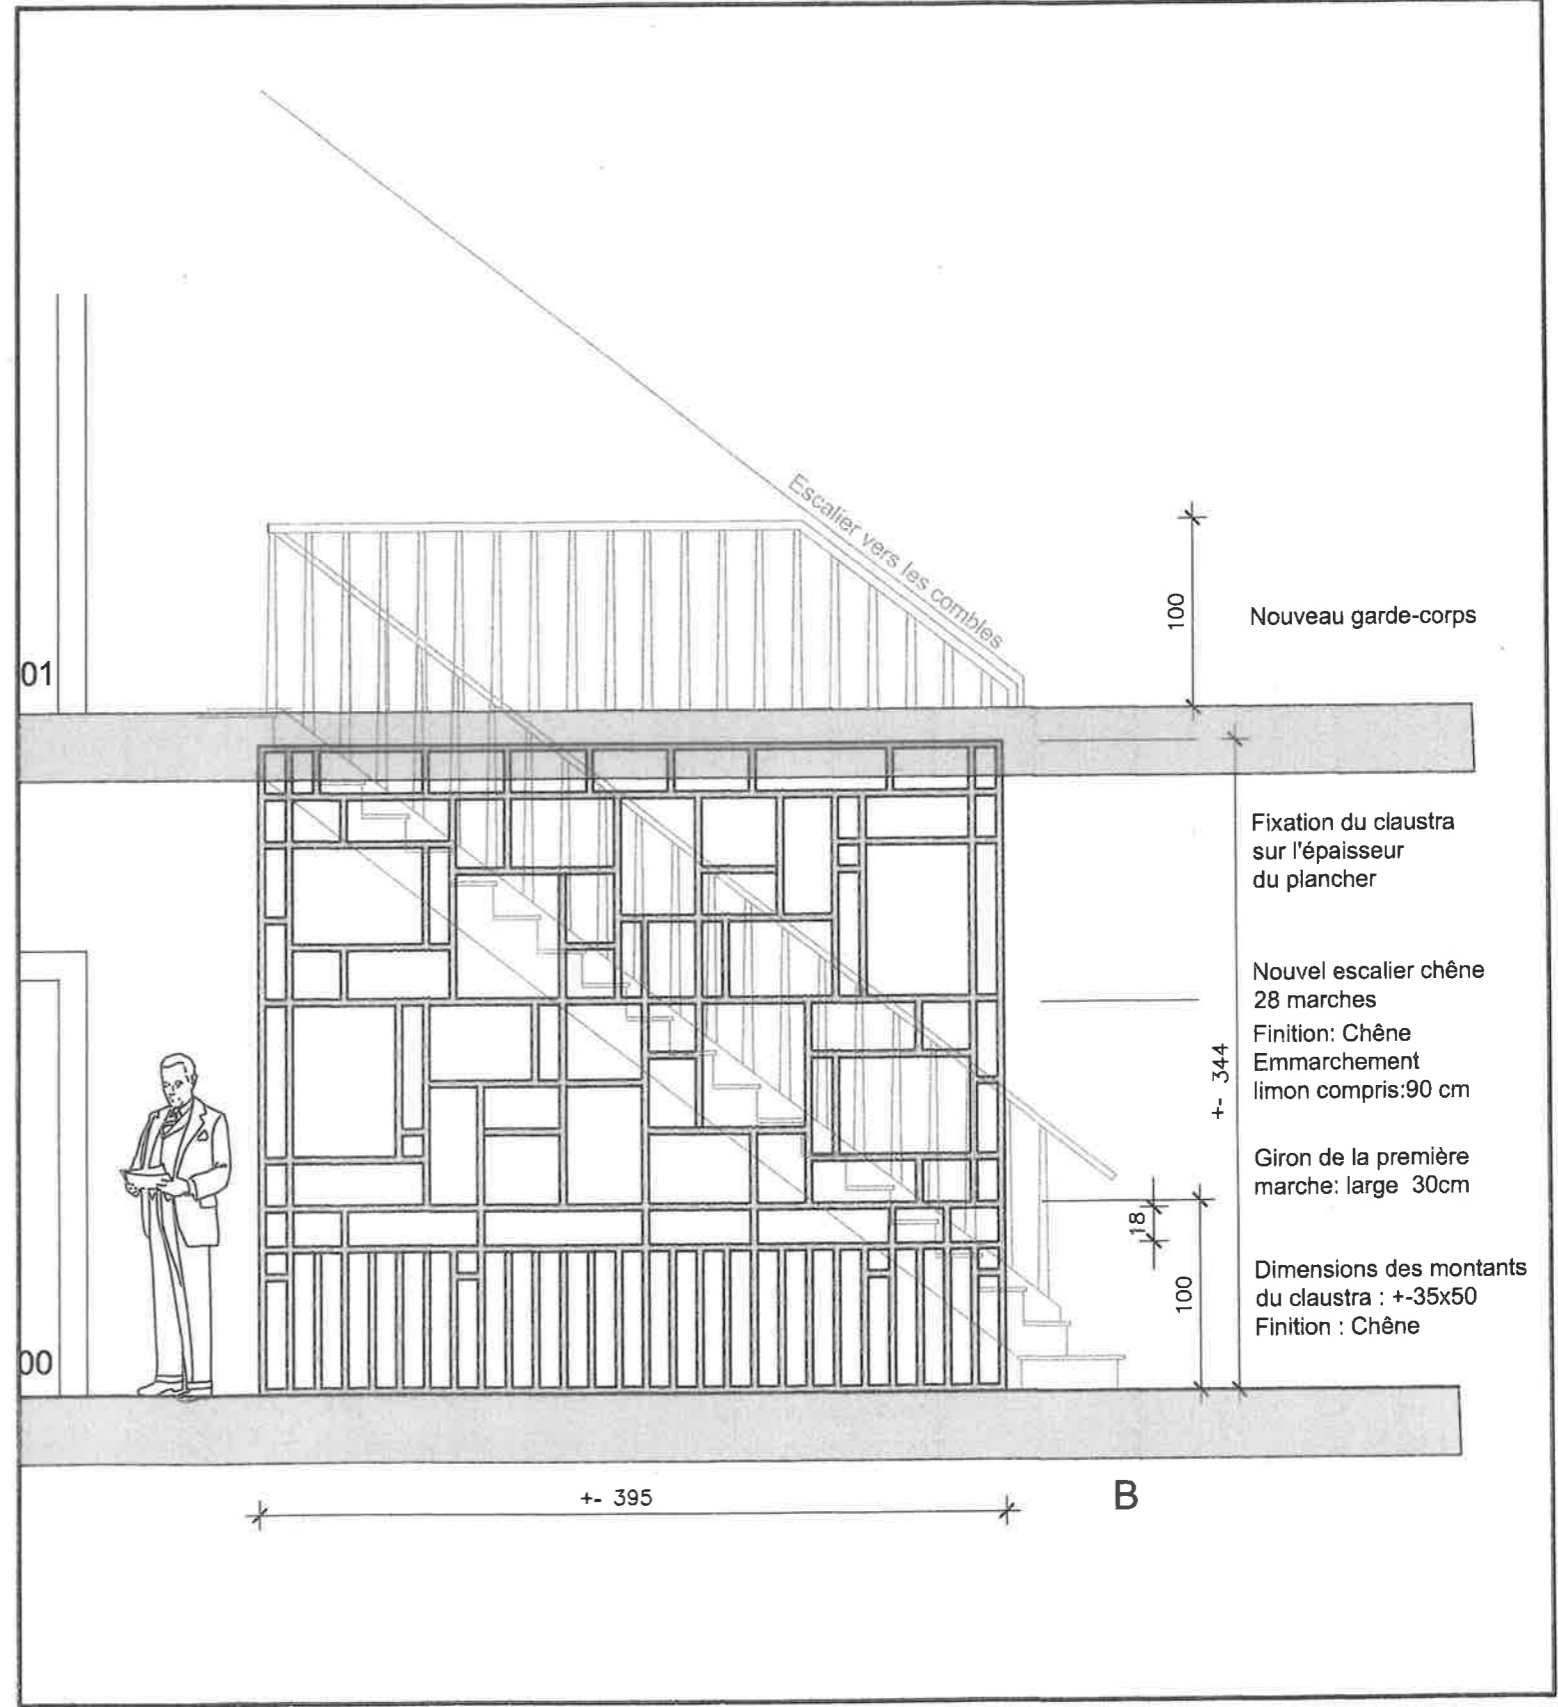 Escalier vers les combles
100
Nouveau garde-corps
01
Fixation du claustra
sur l'épaisseur
du plancher
Nouvel escalier chêne
28 marches
Finition: Chêne
Emmarchement
limon compris:90 cm
+- 344
Giron de la première
marche: large 30cm
18
100
Dimensions des montants
du claustra : +-35x50
Finition : Chêne
00
+- 395
B